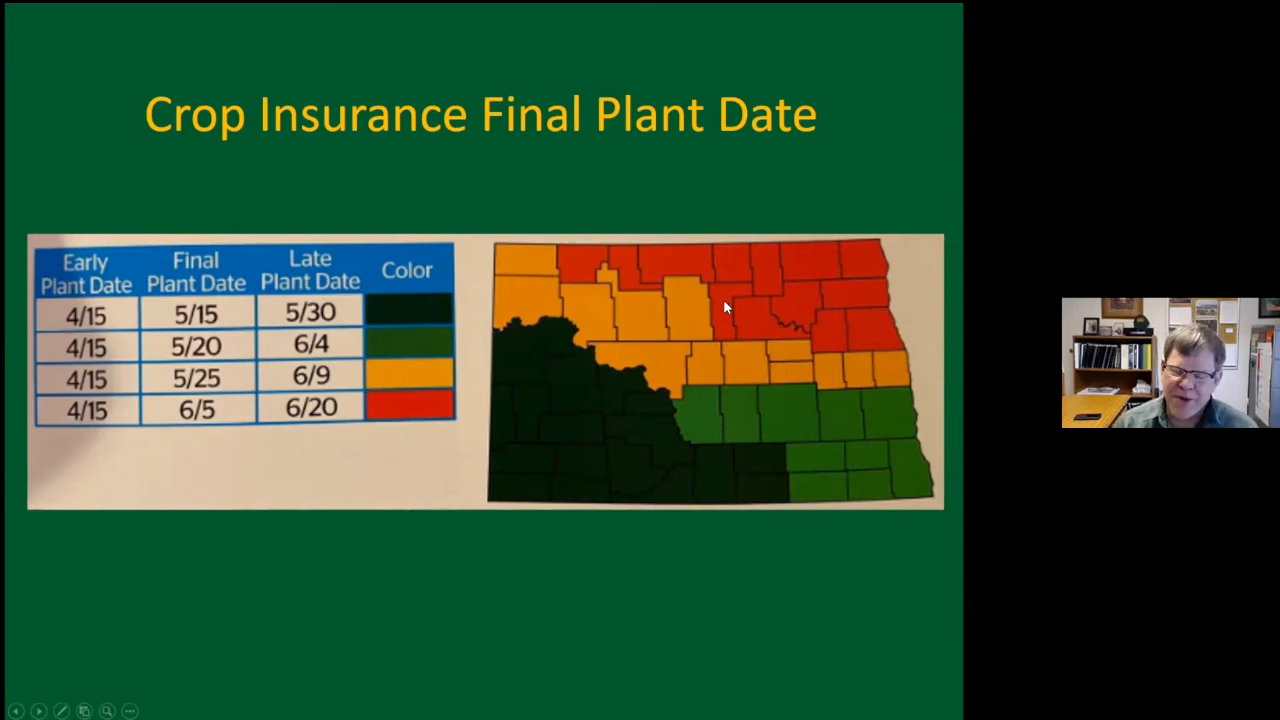 Crop Insurance Final Plant Date
Early Plant Date Final Plant Date Late Plant Date Color
4/15 5/15 5/30
4/15 5/20 6/4
4/15 5/25 6/9
4/15 6/5 6/20